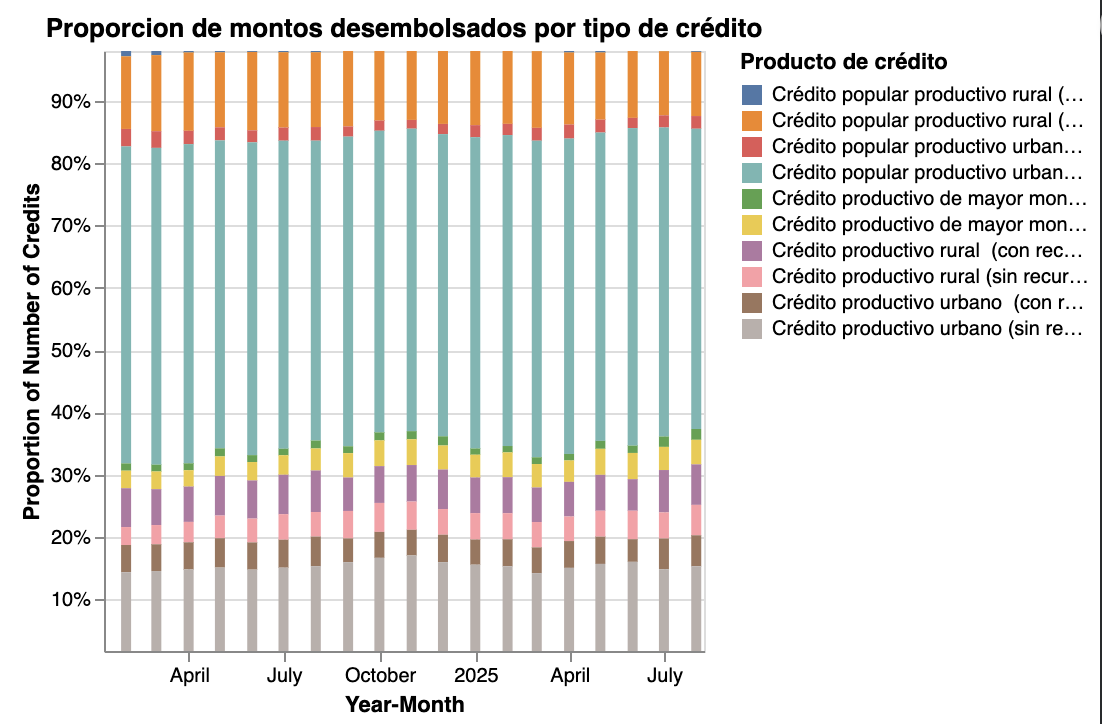 Proporcion de montos desembolsados por tipo de crédito
Proportion of Number of Credits
90%
80%
70%
60%
50%
40%
30%
20%
10%
April
July
October
2025
April
July
Year-Month
Producto de crédito
Crédito popular productivo rural (…
Crédito popular productivo rural (…
Crédito popular productivo urban…
Crédito popular productivo urban…
Crédito productivo de mayor mon…
Crédito productivo de mayor mon…
Crédito productivo rural  (con rec…
Crédito productivo rural (sin recur…
Crédito productivo urbano  (con r…
Crédito productivo urbano (sin re…